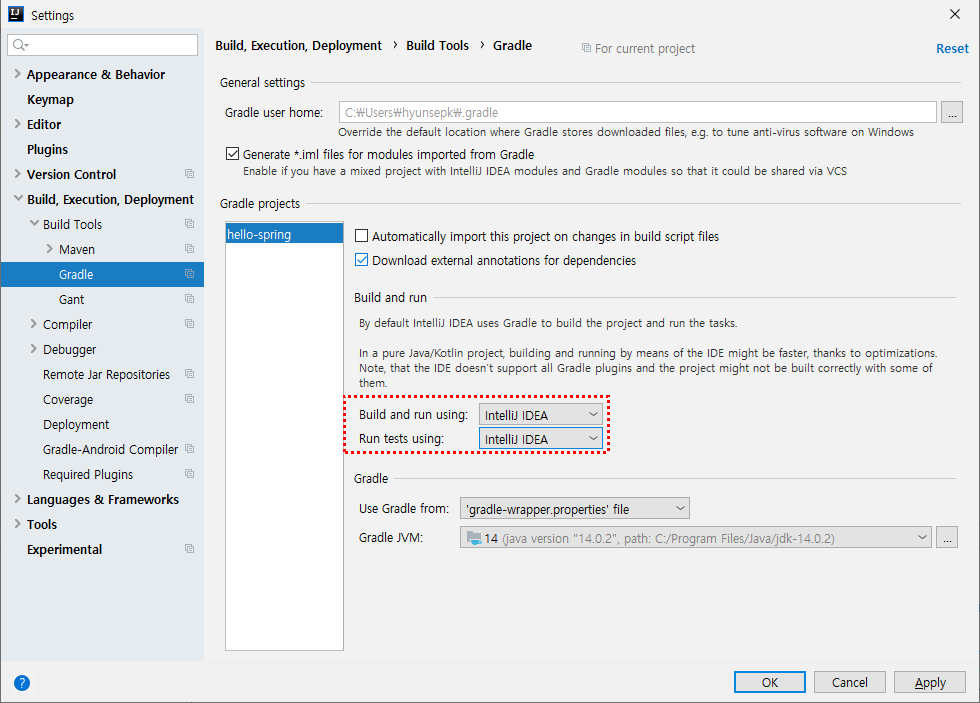 Settings
Build, Execution, Deployment › Build Tools › Gradle
For current project
Reset
Appearance & Behavior
Keymap
Editor
Plugins
Version Control
Build, Execution, Deployment
Build Tools
Maven
Gradle
Gant
Compiler
Debugger
Remote Jar Repositories
Coverage
Deployment
Gradle-Android Compiler
Required Plugins
Languages & Frameworks
Tools
Experimental
General settings
Gradle user home:
C:₩Users₩hyunsepk₩.gradle
...
Override the default location where Gradle stores downloaded files, e.g. to tune anti-virus software on Windows
Generate *.iml files for modules imported from Gradle
Enable if you have a mixed project with IntelliJ IDEA modules and Gradle modules so that it could be shared via VCS
Gradle projects
hello-spring
Automatically import this project on changes in build script files
Download external annotations for dependencies
Build and run
By default IntelliJ IDEA uses Gradle to build the project and run the tasks.
In a pure Java/Kotlin project, building and running by means of the IDE might be faster, thanks to optimizations.
Note, that the IDE doesn't support all Gradle plugins and the project might not be built correctly with some of
them.
Build and run using: IntelliJ IDEA
Run tests using: IntelliJ IDEA
Gradle
Use Gradle from: 'gradle-wrapper.properties' file
Gradle JVM: 14 (java version "14.0.2", path: C:/Program Files/Java/jdk-14.0.2)
...
?
OK
Cancel
Apply